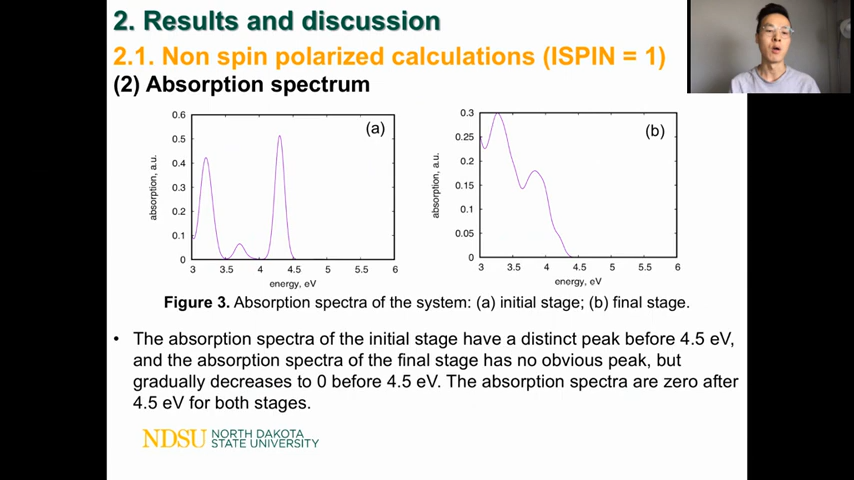 2. Results and discussion
2.1. Non spin polarized calculations (ISPIN = 1)
(2) Absorption spectrum
(a)
0.6
0.5
0.4
0.3
0.2
0.1
0
absorption, a.u.
3 3.5 4 4.5 5 5.5 6
energy, eV
(b)
0.3
0.25
0.2
0.15
0.1
0.05
0
absorption, a.u.
3 3.5 4 4.5 5 5.5 6
energy, eV
Figure 3. Absorption spectra of the system: (a) initial stage; (b) final stage.
• The absorption spectra of the initial stage have a distinct peak before 4.5 eV,
and the absorption spectra of the final stage has no obvious peak, but
gradually decreases to 0 before 4.5 eV. The absorption spectra are zero after
4.5 eV for both stages.
NDSU NORTH DAKOTA
STATE UNIVERSITY